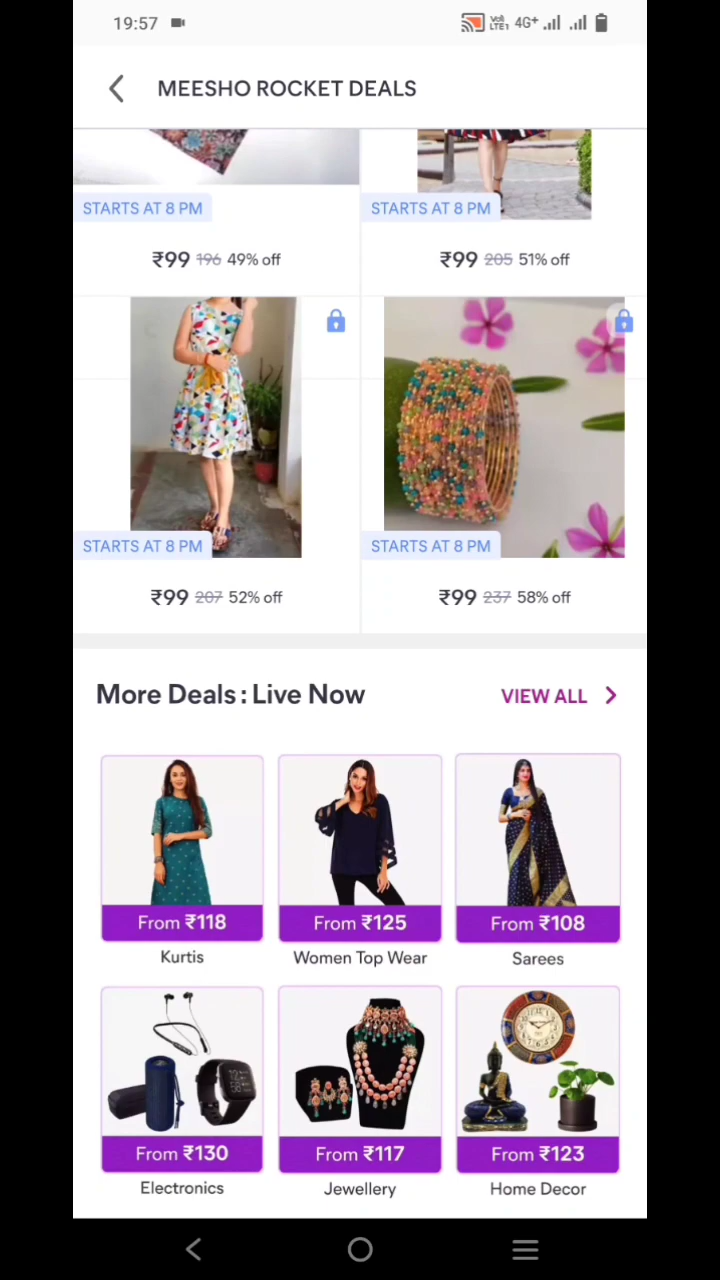 19:57 Vo) LTE1 4G+
MEESHO ROCKET DEALS
STARTS AT 8 PM STARTS AT 8 PM
₹99 196 49% off ₹99 205 51% off
STARTS AT 8 PM STARTS AT 8 PM
₹99 207 52% off ₹99 237 58% off
More Deals : Live Now VIEW ALL
From ₹118 From ₹125 From ₹108
Kurtis Women Top Wear Sarees
From ₹130 From ₹117 From ₹123
Electronics Jewellery Home Decor